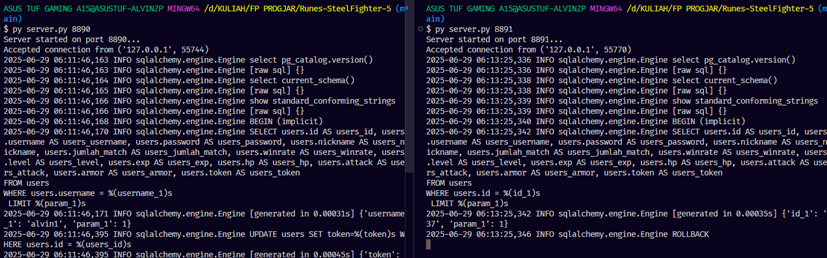 ASUS TUF GAMING A15@ASUSTUF-ALVINZP MINGW64 /d/KULIAH/FP PROGJAR/Runes-SteelFighter-5 (m
ain)
$ py server.py 8890
Server started on port 8890...
Accepted connection from ('127.0.0.1', 55744)
2025-06-29 06:11:46,163 INFO sqlalchemy.engine.Engine select pg_catalog.version()
2025-06-29 06:11:46,163 INFO sqlalchemy.engine.Engine [raw sql] {}
2025-06-29 06:11:46,164 INFO sqlalchemy.engine.Engine select current_schema()
2025-06-29 06:11:46,165 INFO sqlalchemy.engine.Engine [raw sql] {}
2025-06-29 06:11:46,166 INFO sqlalchemy.engine.Engine show standard_conforming_strings
2025-06-29 06:11:46,166 INFO sqlalchemy.engine.Engine [raw sql] {}
2025-06-29 06:11:46,168 INFO sqlalchemy.engine.Engine BEGIN (implicit)
2025-06-29 06:11:46,170 INFO sqlalchemy.engine.Engine SELECT users.id AS users_id, users
.username AS users_username, users.password AS users_password, users.nickname AS users_n
ickname, users.jumlah_match AS users_jumlah_match, users.winrate AS users_winrate, users
.level AS users_level, users.exp AS users_exp, users.hp AS users_hp, users.attack AS use
rs_attack, users.armor AS users_armor, users.token AS users_token
FROM users
WHERE users.username = %(username_1)s
LIMIT %(param_1)s
2025-06-29 06:11:46,171 INFO sqlalchemy.engine.Engine [generated in 0.00031s] {'username
_1': 'alvin1', 'param_1': 1}
2025-06-29 06:11:46,395 INFO sqlalchemy.engine.Engine UPDATE users SET token=%(token)s W
HERE users.id = %(users_id)s
2025-06-29 06:11:46,395 INFO sqlalchemy.engine.Engine [generated in 0.00045s] {'token':
ASUS TUF GAMING A15@ASUSTUF-ALVINZP MINGW64 /d/KULIAH/FP PROGJAR/Runes-SteelFighter-5 (m
ain)
$ py server.py 8891
Server started on port 8891...
Accepted connection from ('127.0.0.1', 55770)
2025-06-29 06:13:25,336 INFO sqlalchemy.engine.Engine select pg_catalog.version()
2025-06-29 06:13:25,336 INFO sqlalchemy.engine.Engine [raw sql] {}
2025-06-29 06:13:25,338 INFO sqlalchemy.engine.Engine select current_schema()
2025-06-29 06:13:25,338 INFO sqlalchemy.engine.Engine [raw sql] {}
2025-06-29 06:13:25,339 INFO sqlalchemy.engine.Engine show standard_conforming_strings
2025-06-29 06:13:25,339 INFO sqlalchemy.engine.Engine [raw sql] {}
2025-06-29 06:13:25,340 INFO sqlalchemy.engine.Engine BEGIN (implicit)
2025-06-29 06:13:25,342 INFO sqlalchemy.engine.Engine SELECT users.id AS users_id, users
.username AS users_username, users.password AS users_password, users.nickname AS users_n
ickname, users.jumlah_match AS users_jumlah_match, users.winrate AS users_winrate, users
.level AS users_level, users.exp AS users_exp, users.hp AS users_hp, users.attack AS use
rs_attack, users.armor AS users_armor, users.token AS users_token
FROM users
WHERE users.id = %(id_1)s
LIMIT %(param_1)s
2025-06-29 06:13:25,342 INFO sqlalchemy.engine.Engine [generated in 0.00035s] {'id_1': '
37', 'param_1': 1}
2025-06-29 06:13:25,346 INFO sqlalchemy.engine.Engine ROLLBACK